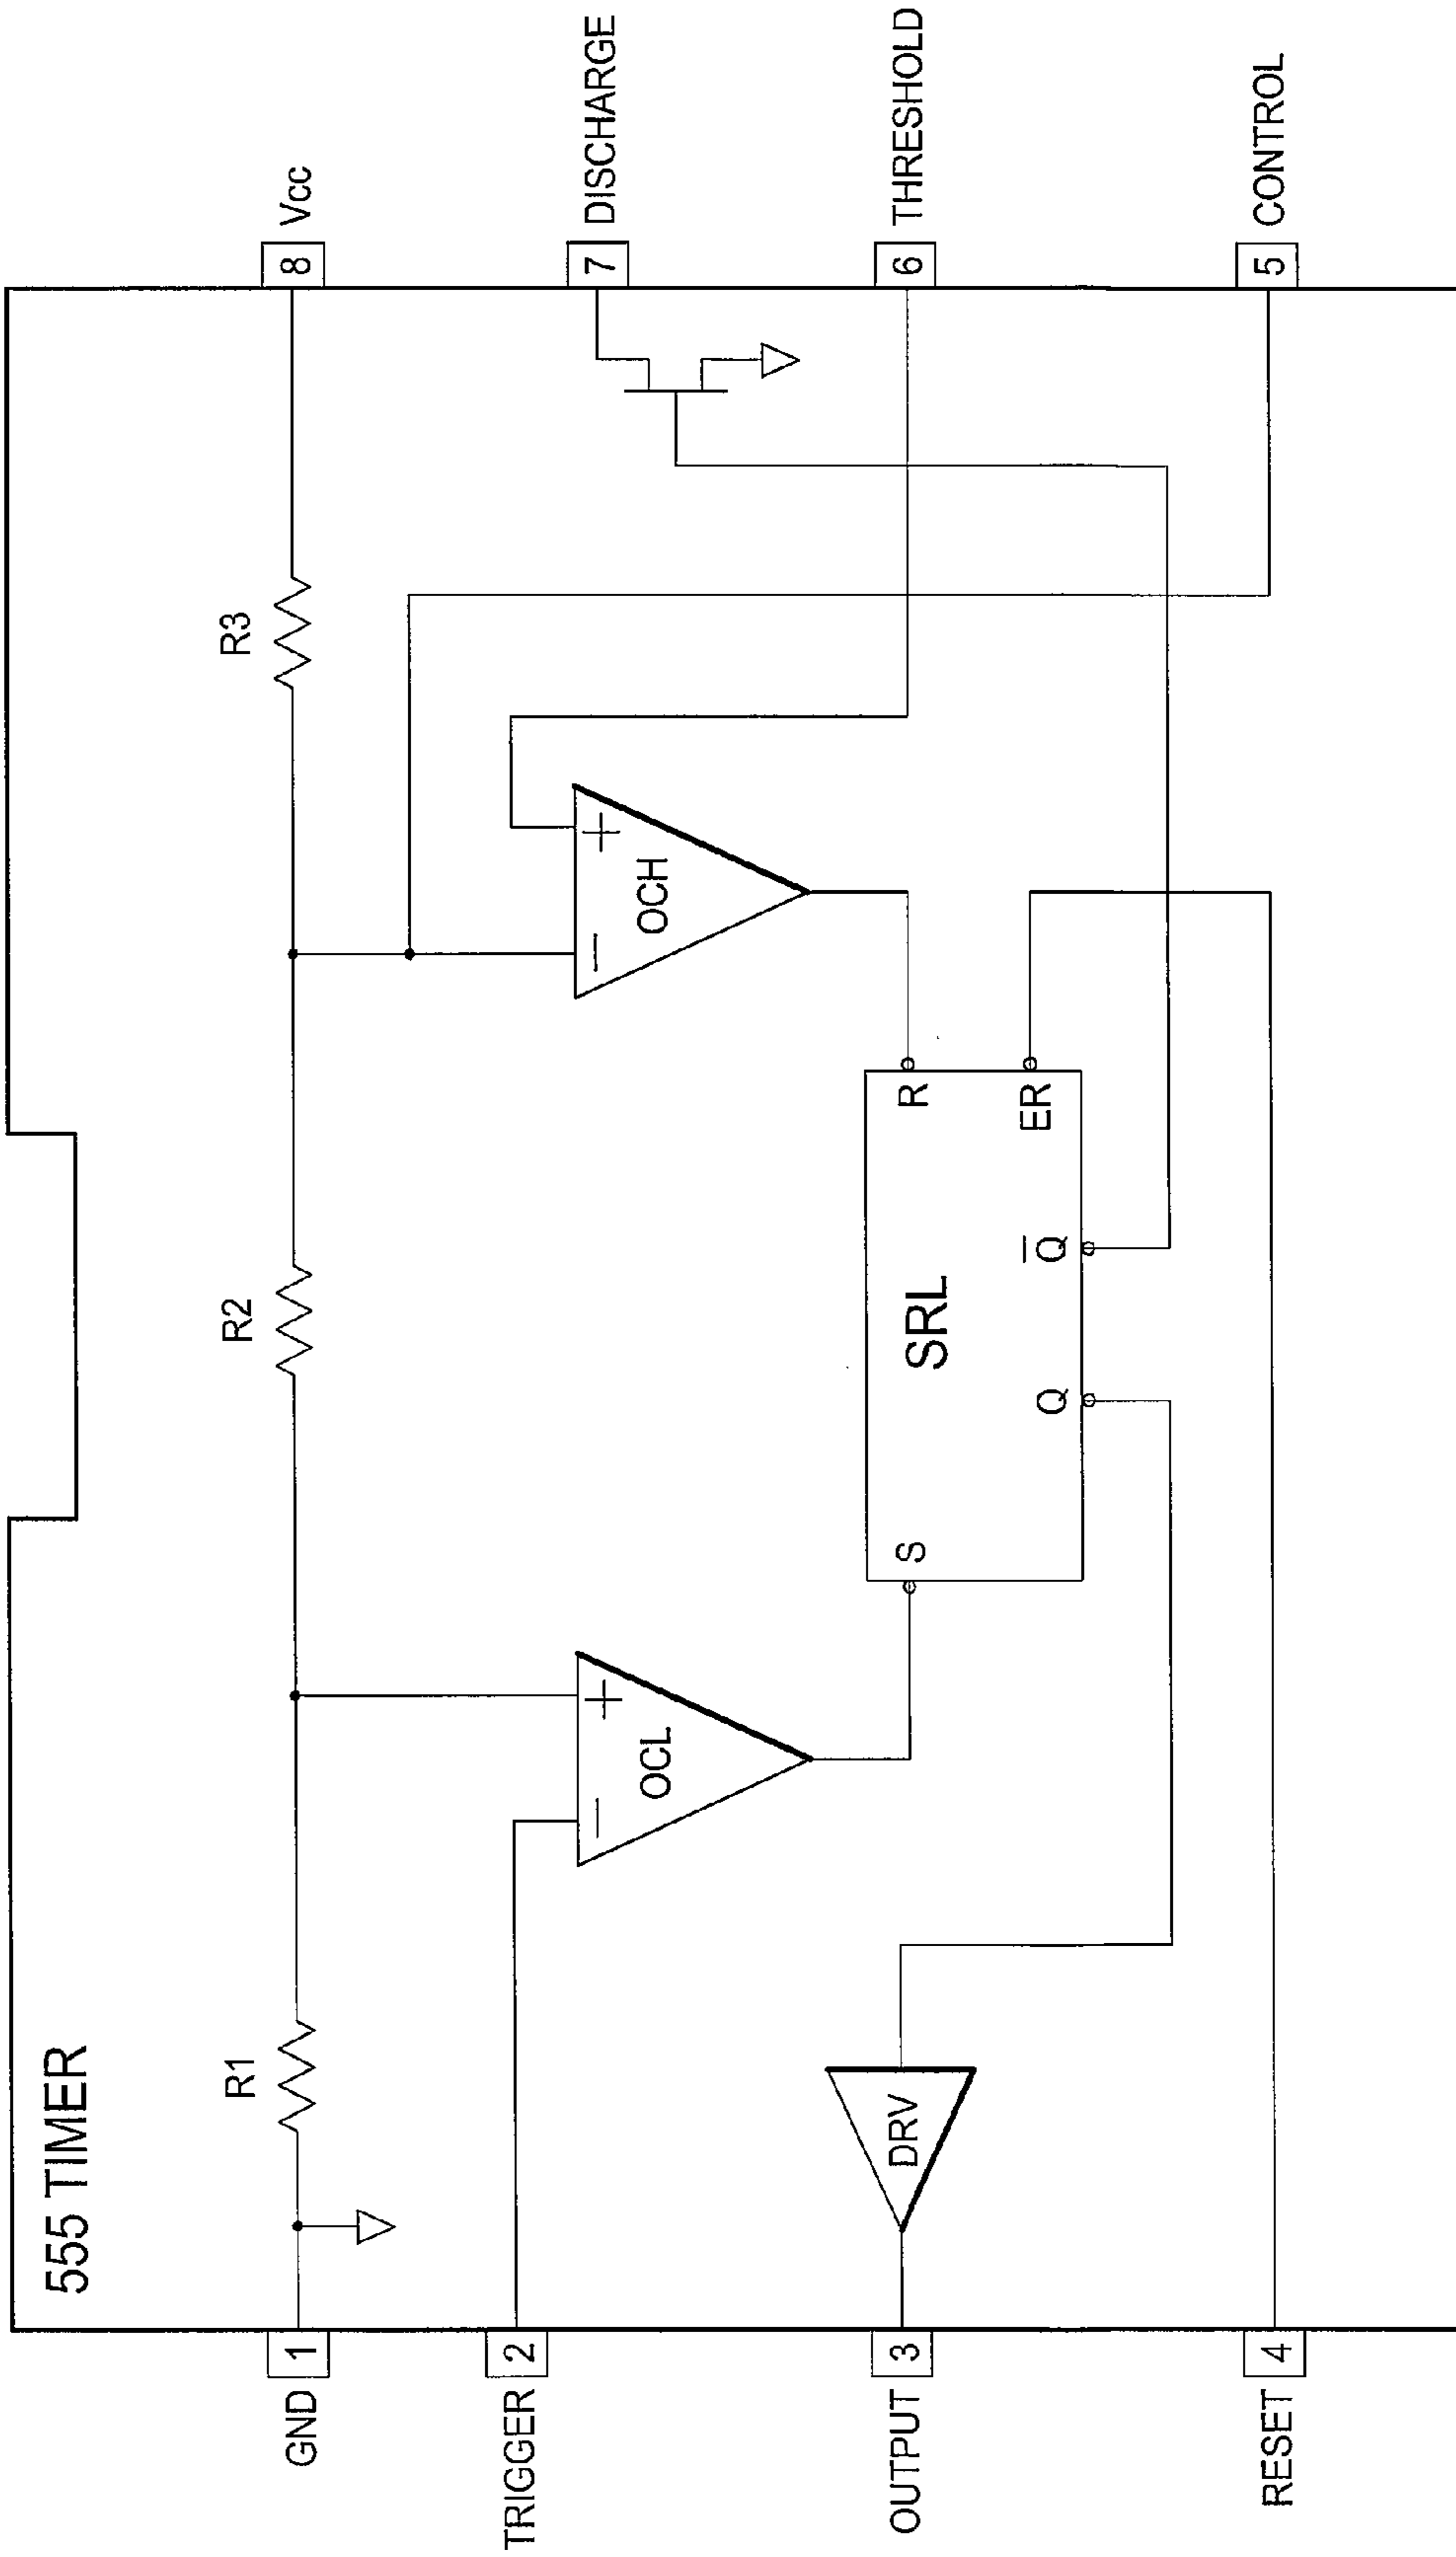 555 TIMER
GND
1
TRIGGER
2
OUTPUT
3
RESET
4
Vcc
8
DISCHARGE
7
THRESHOLD
6
CONTROL
5
R1
R2
R3
− +
OCL
− +
OCH
S
R
SRL
ER
Q
Q̅
DRV